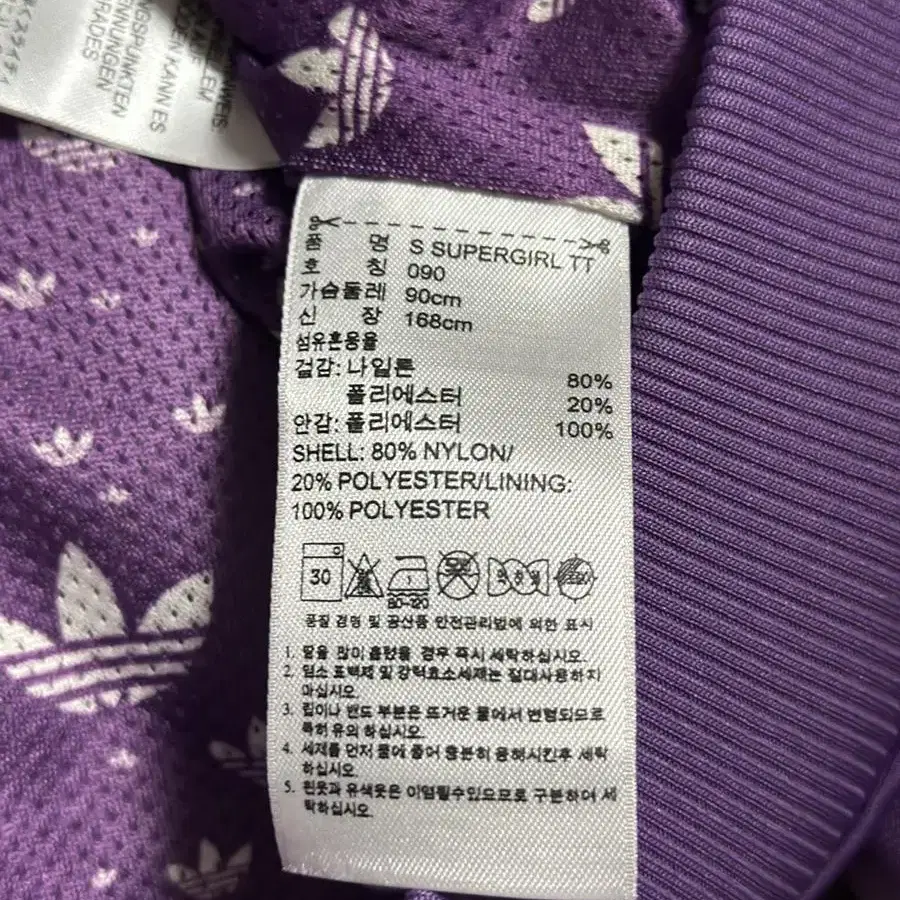 UNGSPUNKTEN
ENNUNGEN
ARADES
KANN ES
EM
WEIS
품 명 S SUPERGIRL TT
호 칭 090
가슴둘레 90cm
신 장 168cm
섬유혼용율
겉감: 나일론 80%
폴리에스터 20%
안감: 폴리에스터 100%
SHELL: 80% NYLON/
20% POLYESTER/LINING:
100% POLYESTER
30
80-120
품질 경영 및 공산품 안전관리법에 의한 표시
1. 땀을 많이 흘렸을 경우 즉시 세탁하십시오.
2. 염소 표백제 및 강력효소세제는 절대사용하지
마십시오.
3. 립이나 밴드 부분은 뜨거운 물에서 변형되므로
특히 유의 하십시오.
4. 세제를 먼저 물에 풀어 충분히 용해시킨후 세탁
하십시오.
5. 흰옷과 유색옷은 이염될수있으므로 구분하여 세
탁하십시오.